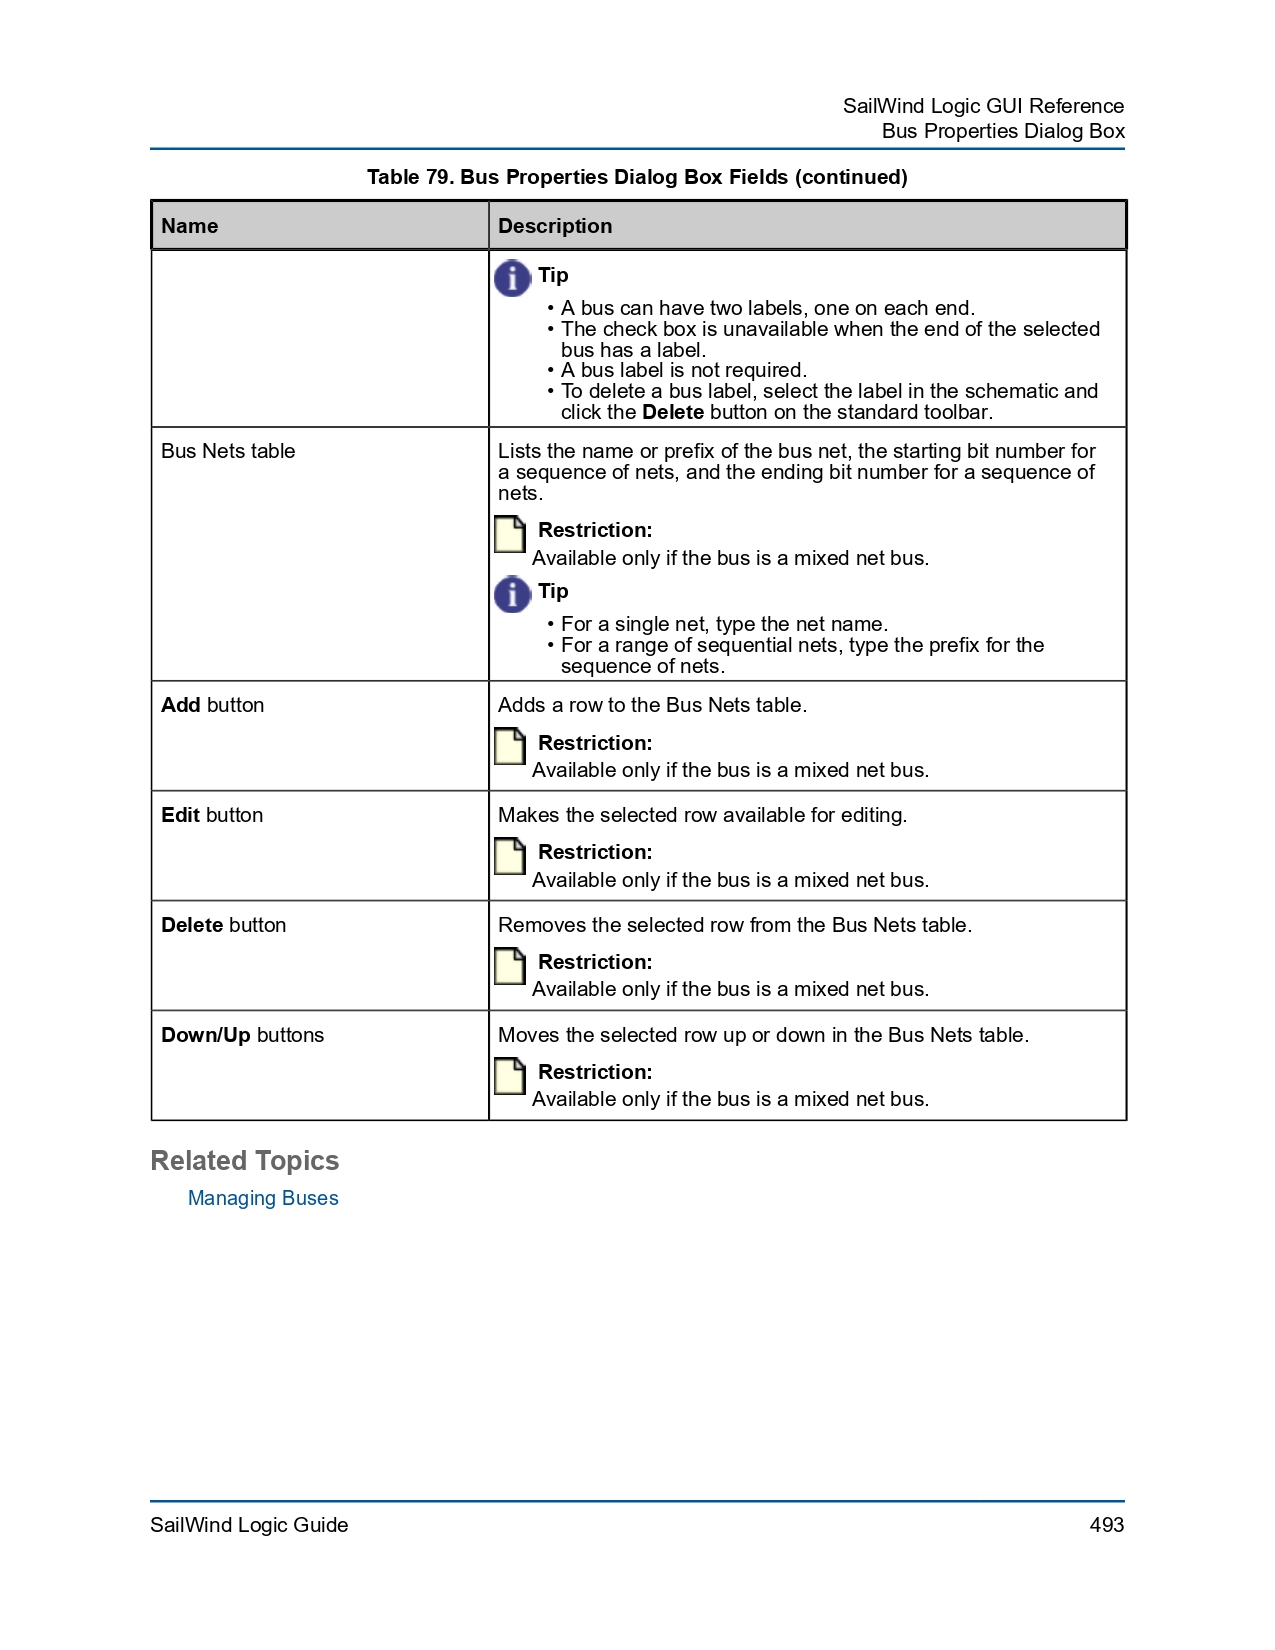 SailWind Logic GUI Reference
Bus Properties Dialog Box
Table 79. Bus Properties Dialog Box Fields (continued)
Name
Description
Tip
• A bus can have two labels, one on each end.
• The check box is unavailable when the end of the selected
bus has a label.
• A bus label is not required.
• To delete a bus label, select the label in the schematic and
click the Delete button on the standard toolbar.
Bus Nets table
Lists the name or prefix of the bus net, the starting bit number for
a sequence of nets, and the ending bit number for a sequence of
nets.
Restriction:
Available only if the bus is a mixed net bus.
Tip
• For a single net, type the net name.
• For a range of sequential nets, type the prefix for the
sequence of nets.
Add button
Adds a row to the Bus Nets table.
Restriction:
Available only if the bus is a mixed net bus.
Edit button
Makes the selected row available for editing.
Restriction:
Available only if the bus is a mixed net bus.
Delete button
Removes the selected row from the Bus Nets table.
Restriction:
Available only if the bus is a mixed net bus.
Down/Up buttons
Moves the selected row up or down in the Bus Nets table.
Restriction:
Available only if the bus is a mixed net bus.
Related Topics
Managing Buses
SailWind Logic Guide
493